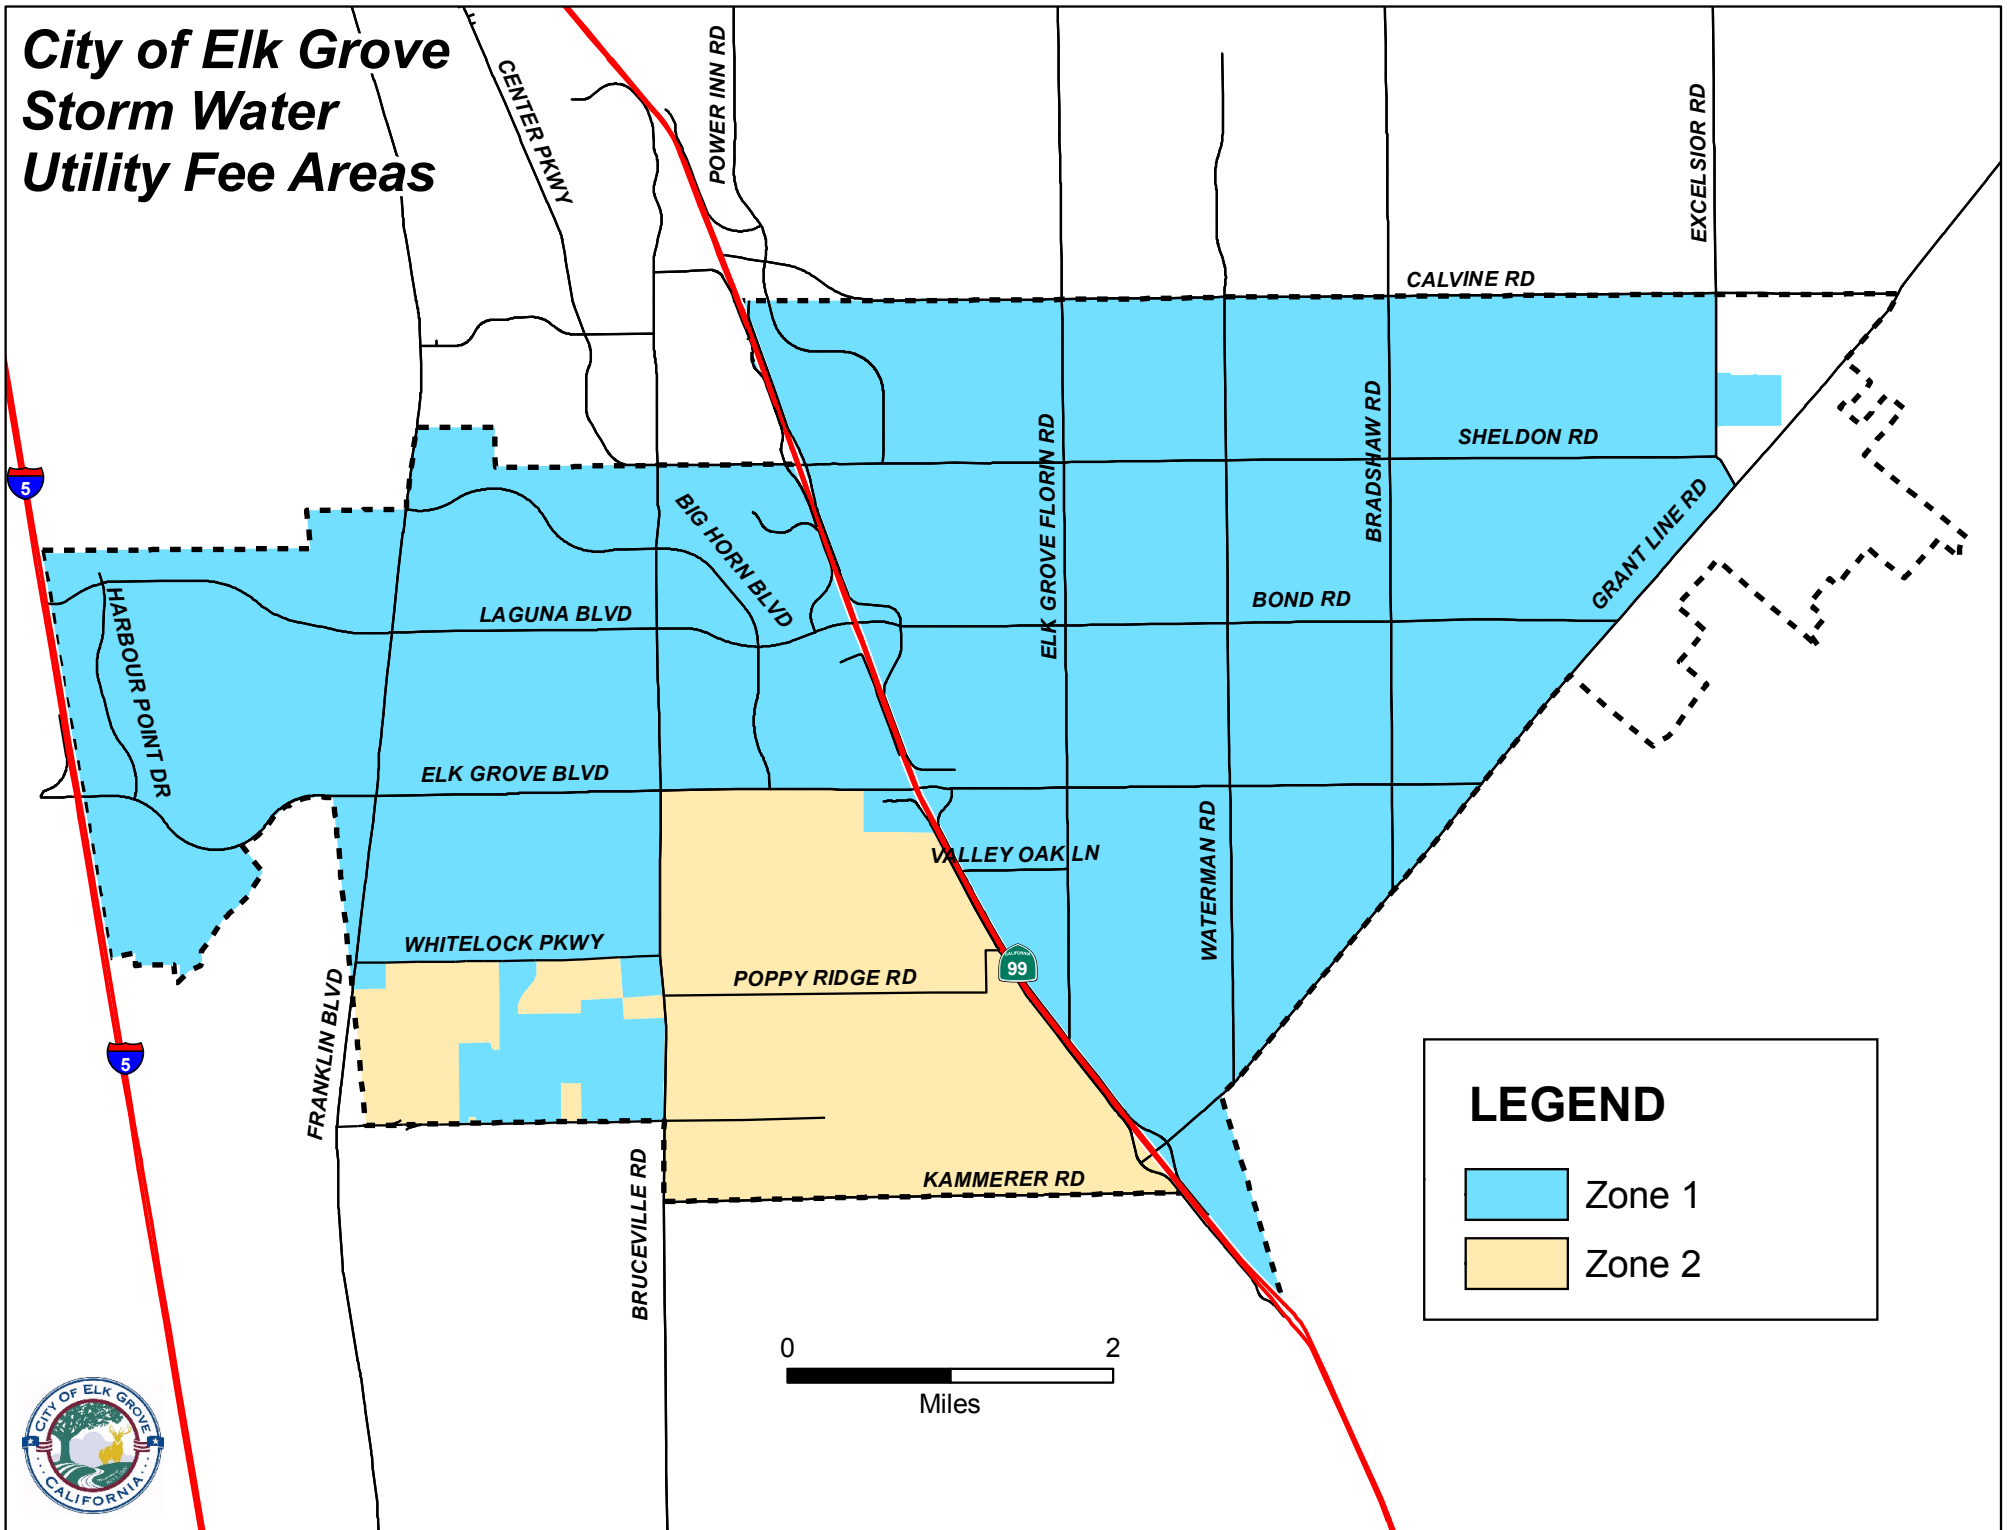 City of Elk Grove
Storm Water
Utility Fee Areas
CENTER PKWY
POWER INN RD
EXCELSIOR RD
CALVINE RD
ELK GROVE FLORIN RD
BRADSHAW RD
SHELDON RD
5
BIG HORN BLVD
GRANT LINE RD
HARBOUR POINT DR
LAGUNA BLVD
BOND RD
ELK GROVE BLVD
WATERMAN RD
VALLEY OAK LN
WHITELOCK PKWY
POPPY RIDGE RD
CALIFORNIA
99
FRANKLIN BLVD
5
BRUCEVILLE RD
KAMMERER RD
LEGEND
Zone 1
Zone 2
0 2
Miles
CITY OF ELK GROVE
CALIFORNIA